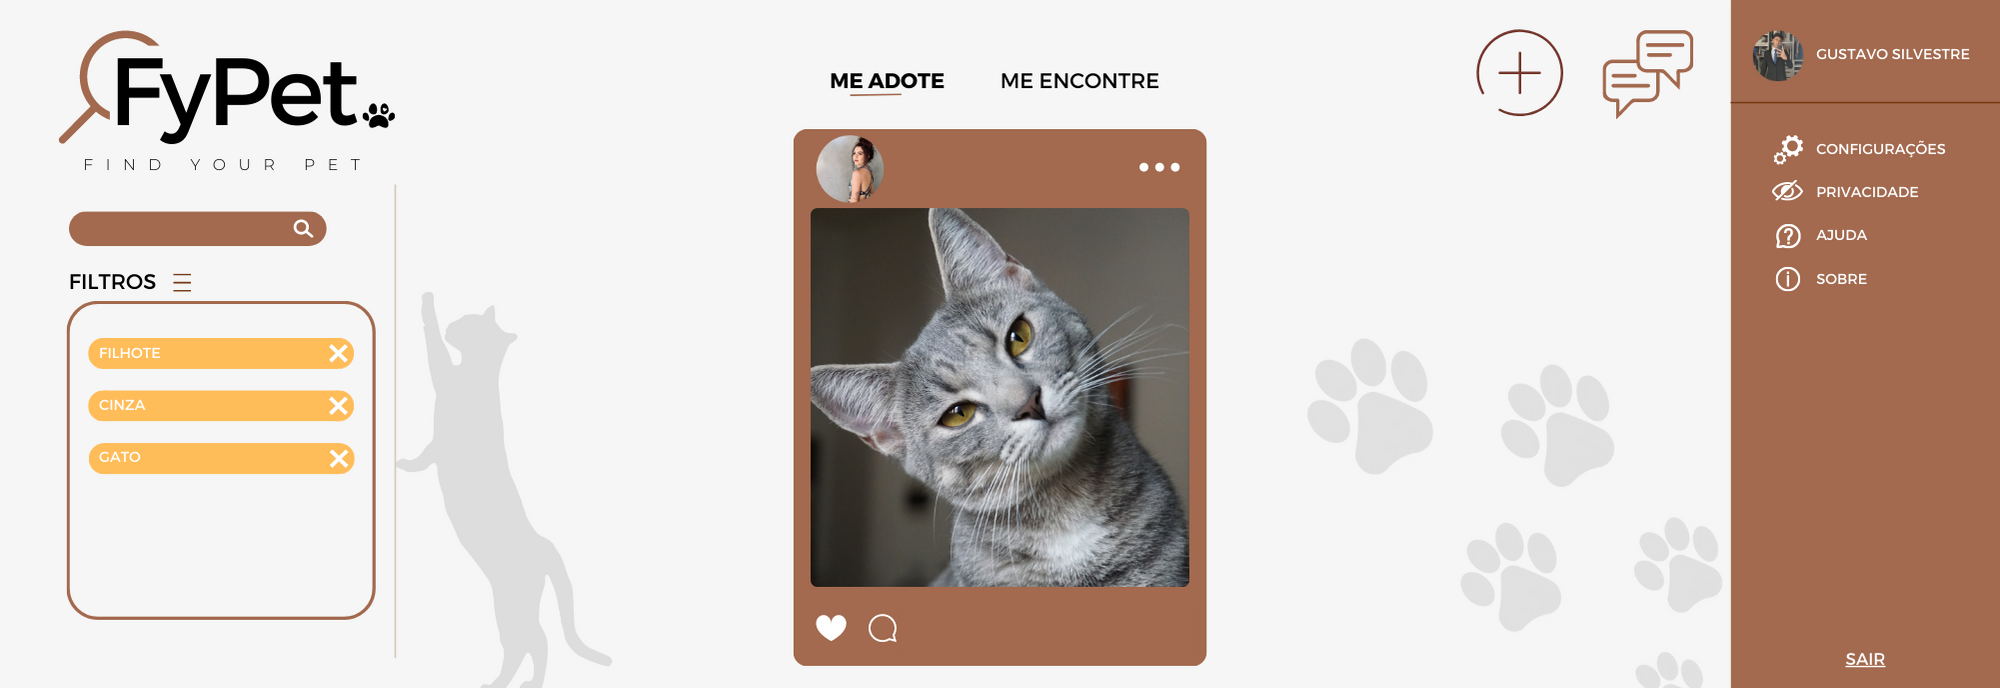 FyPet
FIND YOUR PET
FILTROS
FILHOTE
CINZA
GATO
ME ADOTE
ME ENCONTRE
GUSTAVO SILVESTRE
CONFIGURAÇÕES
PRIVACIDADE
AJUDA
SOBRE
SAIR